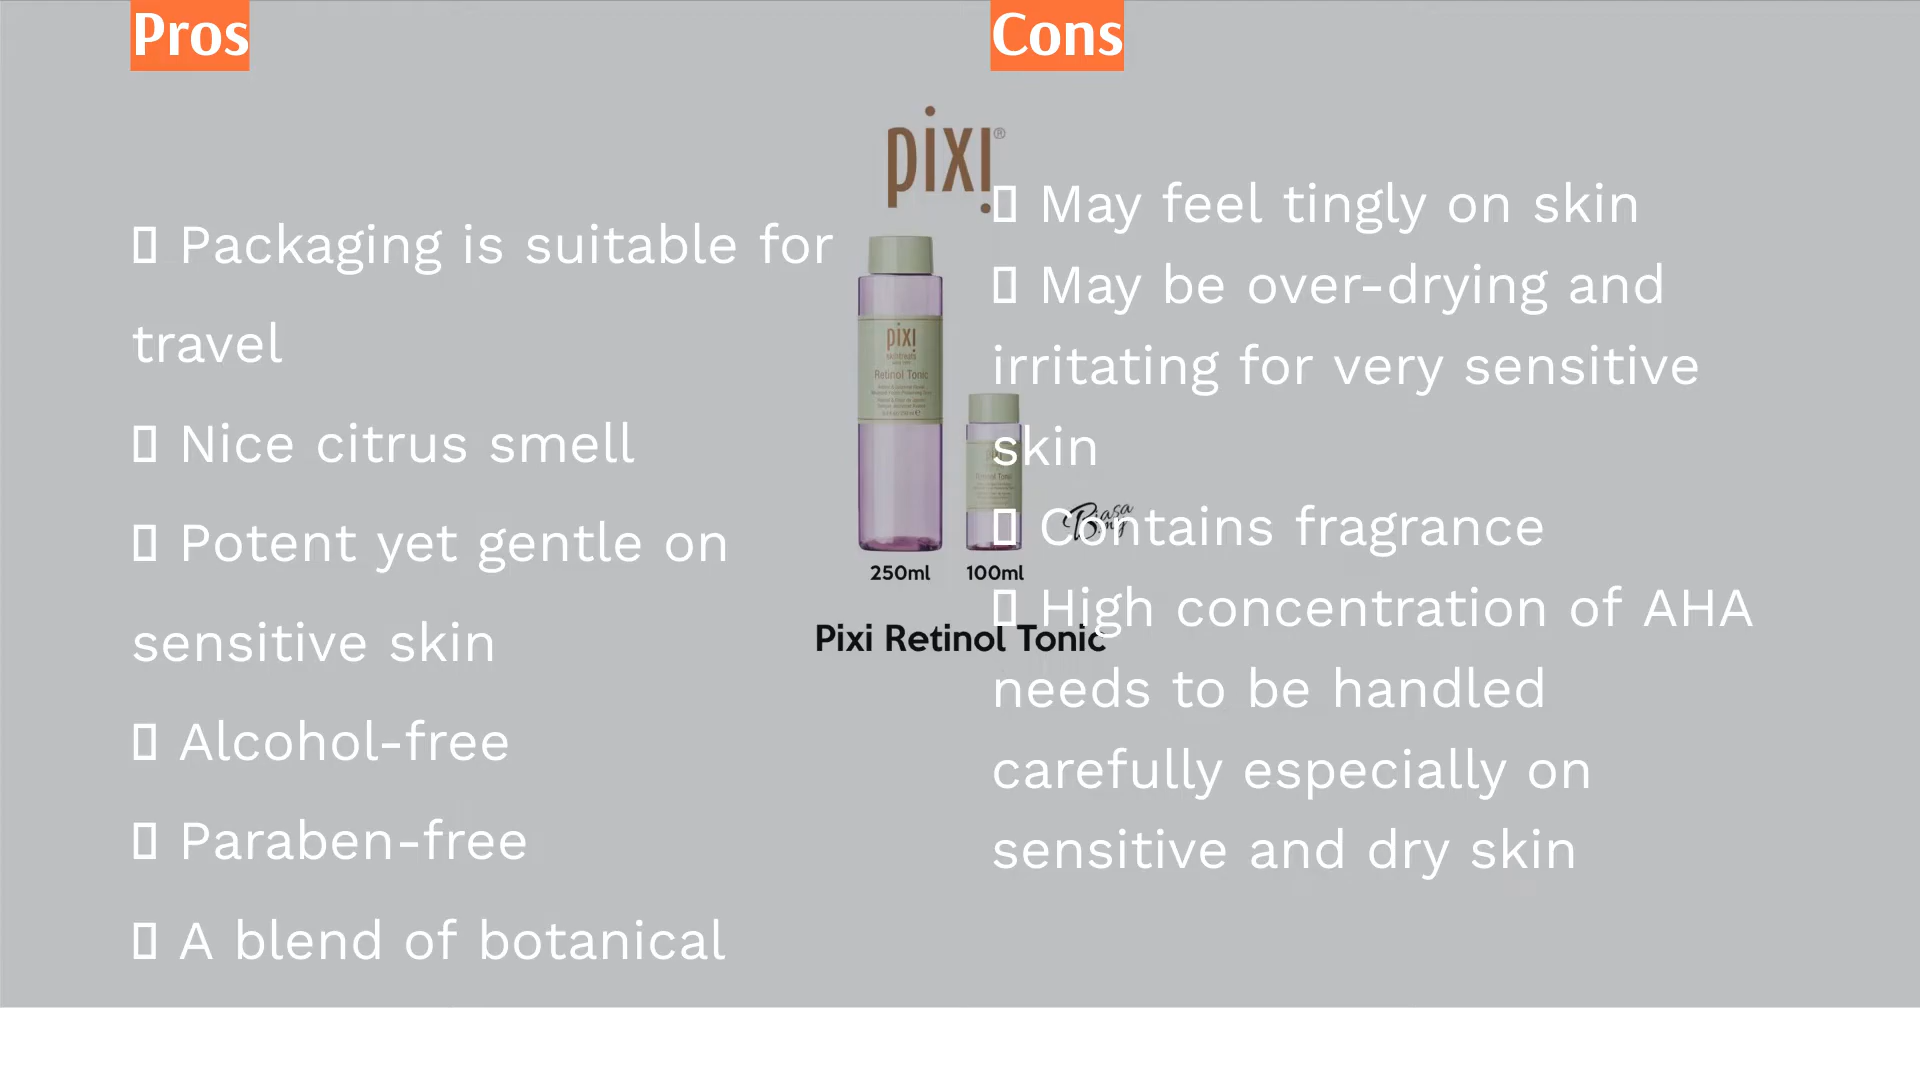 Pros
Packaging is suitable for
travel
Nice citrus smell
Potent yet gentle on
sensitive skin
Alcohol-free
Paraben-free
A blend of botanical
Cons
May feel tingly on skin
May be over-drying and
irritating for very sensitive
skin
Contains fragrance
High concentration of AHA
needs to be handled
carefully especially on
sensitive and dry skin
pixi®
pixi
skintreats
Retinol Tonic
Retinol Tonic
250ml
100ml
Pixi Retinol Tonic